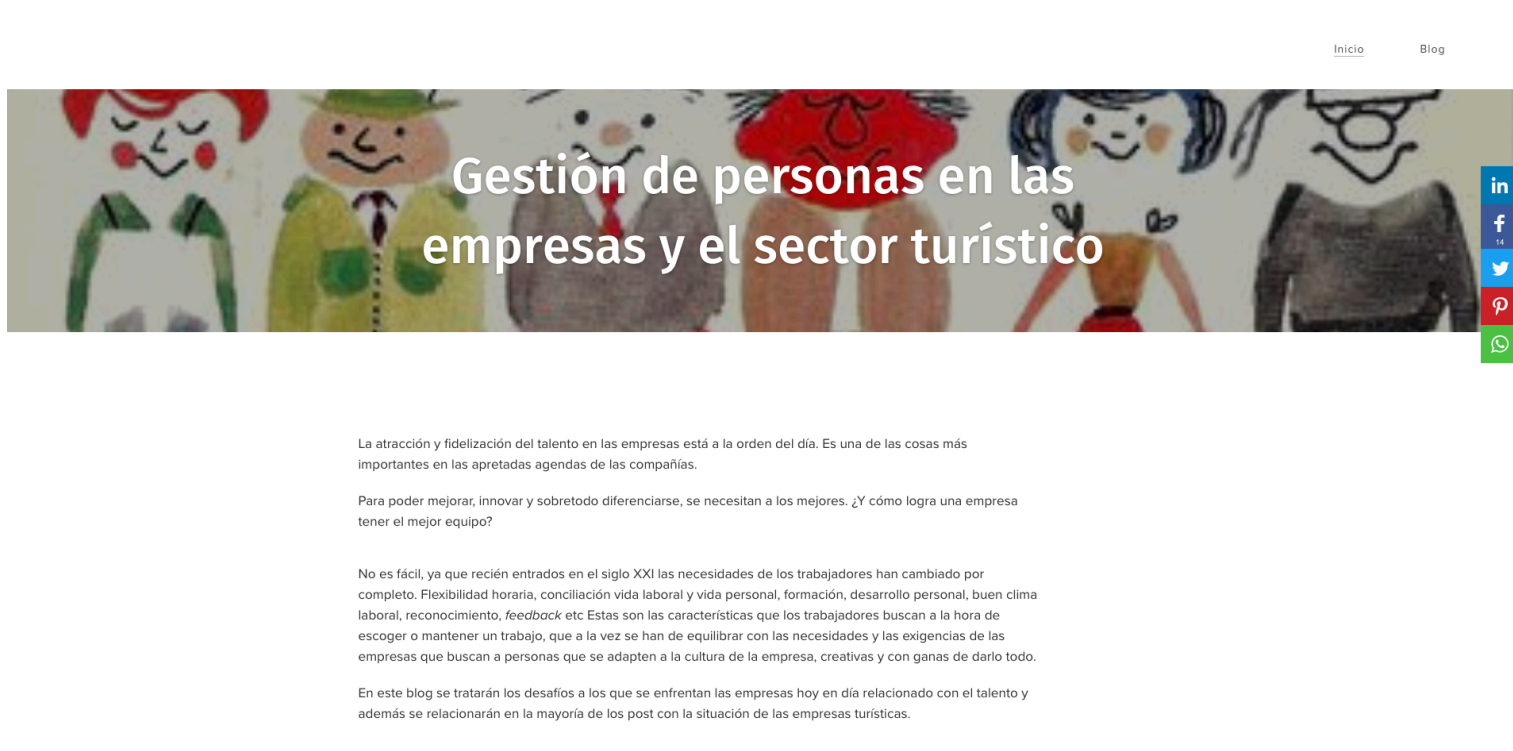 Inicio Blog
Gestión de personas en las
empresas y el sector turístico
in
14
La atracción y fidelización del talento en las empresas está a la orden del día. Es una de las cosas más
importantes en las apretadas agendas de las compañías.
Para poder mejorar, innovar y sobretodo diferenciarse, se necesitan a los mejores. ¿Y cómo logra una empresa
tener el mejor equipo?
No es fácil, ya que recién entrados en el siglo XXI las necesidades de los trabajadores han cambiado por
completo. Flexibilidad horaria, conciliación vida laboral y vida personal, formación, desarrollo personal, buen clima
laboral, reconocimiento, feedback etc Estas son las características que los trabajadores buscan a la hora de
escoger o mantener un trabajo, que a la vez se han de equilibrar con las necesidades y las exigencias de las
empresas que buscan a personas que se adapten a la cultura de la empresa, creativas y con ganas de darlo todo.
En este blog se tratarán los desafíos a los que se enfrentan las empresas hoy en día relacionado con el talento y
además se relacionarán en la mayoría de los post con la situación de las empresas turísticas.